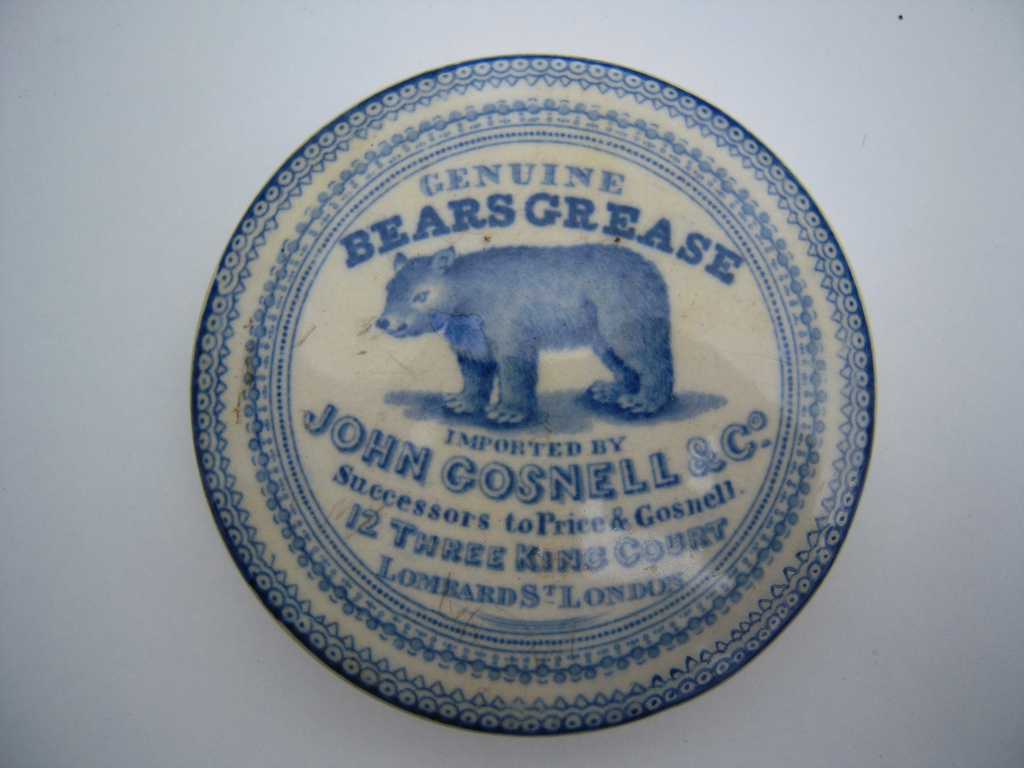 GENUINE
BEARS GREASE
IMPORTED BY
JOHN GOSNELL & Co.
Successors to Price & Gosnell.
12 THREE KING COURT
LOMBARD ST. LONDON